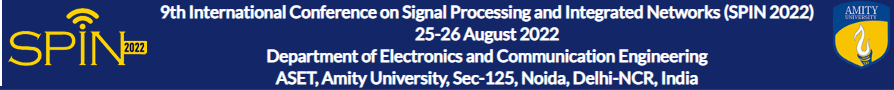 SPIN 2022
9th International Conference on Signal Processing and Integrated Networks (SPIN 2022)
25-26 August 2022
Department of Electronics and Communication Engineering
ASET, Amity University, Sec-125, Noida, Delhi-NCR, India
AMITY
UNIVERSITY